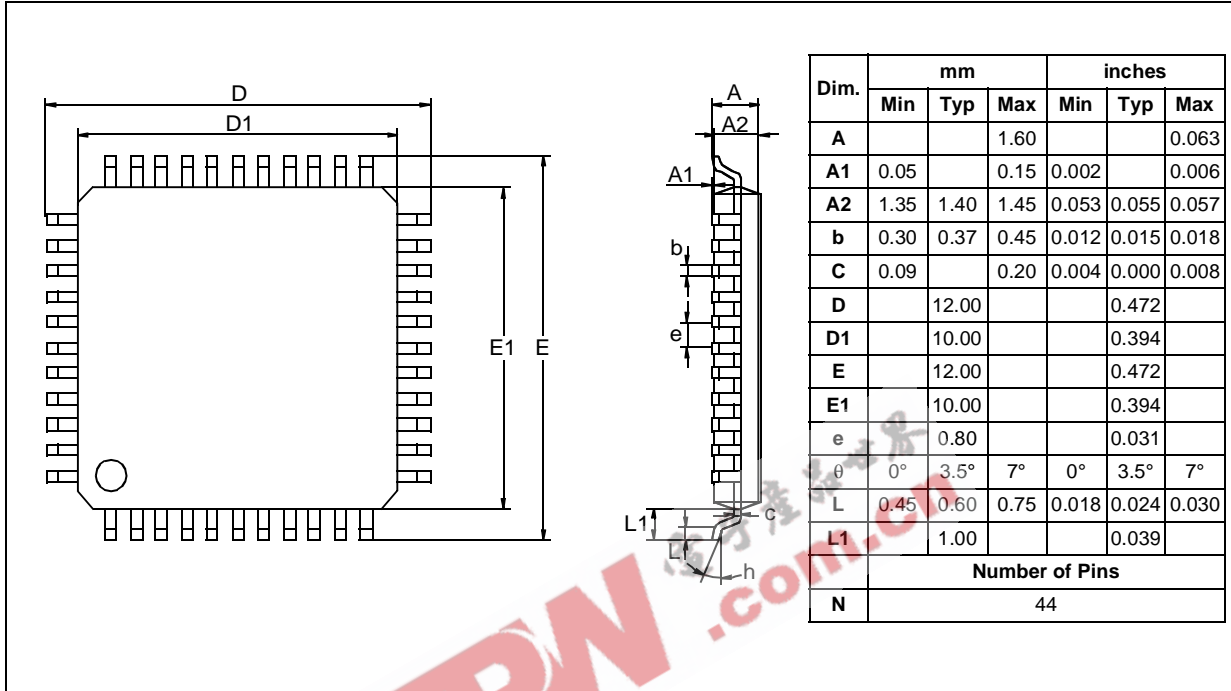 D
D1
E1
E
A
A2
A1
b
e
c
L1
L
h
Dim. mm inches
Min Typ Max Min Typ Max
A 1.60 0.063
A1 0.05 0.15 0.002 0.006
A2 1.35 1.40 1.45 0.053 0.055 0.057
b 0.30 0.37 0.45 0.012 0.015 0.018
C 0.09 0.20 0.004 0.000 0.008
D 12.00 0.472
D1 10.00 0.394
E 12.00 0.472
E1 10.00 0.394
e 0.80 0.031
θ 0° 3.5° 7° 0° 3.5° 7°
L 0.45 0.60 0.75 0.018 0.024 0.030
L1 1.00 0.039
Number of Pins
N 44
產品世界
.com.cn